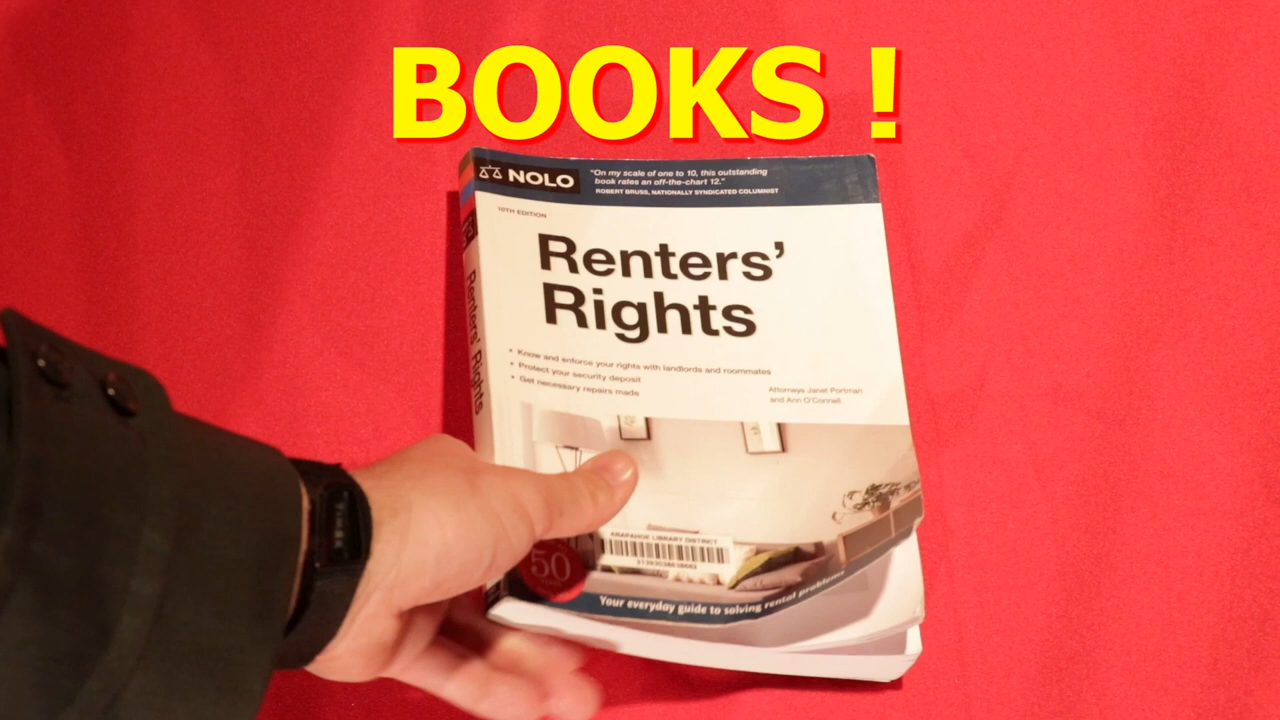 BOOKS !
NOLO
"On my scale of one to 10, this outstanding
book rates an off-the-chart 12."
ROBERT BRUSS, NATIONALLY SYNDICATED COLUMNIST
10TH EDITION
Renters'
Rights
• Know and enforce your rights with landlords and roommates
• Protect your security deposit
• Get necessary repairs made
Attorneys Janet Portman
and Ann O'Connell
Renters' Rights
ARAPAHOE LIBRARY DISTRICT
50
Your everyday guide to solving rental problems